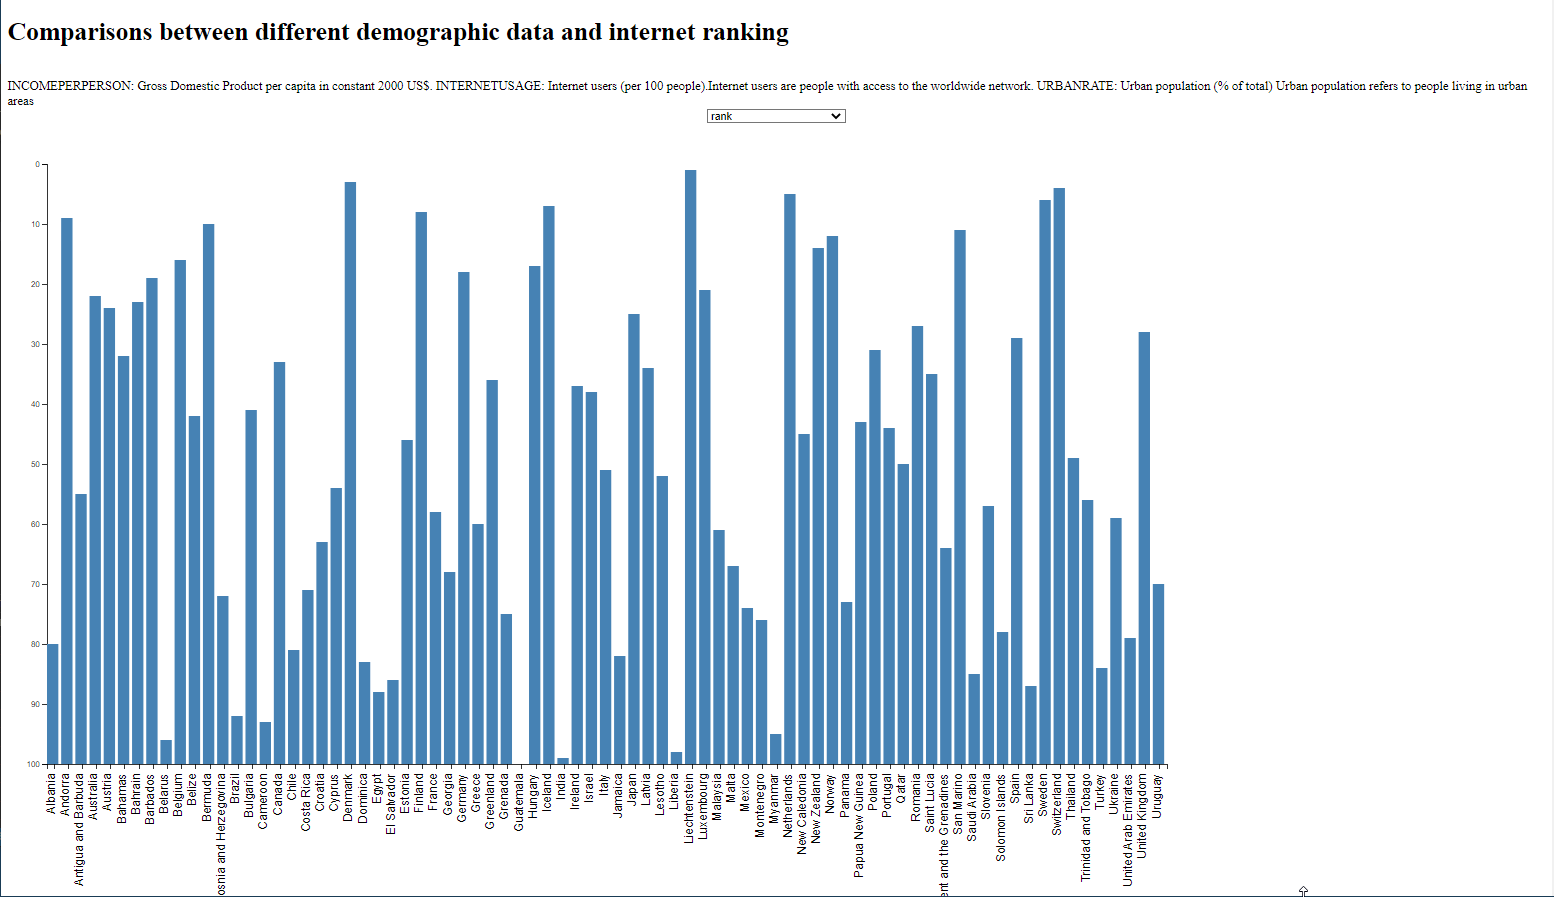 Comparisons between different demographic data and internet ranking
INCOMEPERPERSON: Gross Domestic Product per capita in constant 2000 US$. INTERNETUSAGE: Internet users (per 100 people).Internet users are people with access to the worldwide network. URBANRATE: Urban population (% of total) Urban population refers to people living in urban
areas
rank
0
10
20
30
40
50
60
70
80
90
100
Albania
Andorra
Antigua and Barbuda
Australia
Austria
Bahamas
Bahrain
Barbados
Belarus
Belgium
Belize
Bermuda
osnia and Herzegovina
Brazil
Bulgaria
Cameroon
Canada
Chile
Costa Rica
Croatia
Cyprus
Denmark
Dominica
Egypt
El Salvador
Estonia
Finland
France
Georgia
Germany
Greece
Greenland
Grenada
Guatemala
Hungary
Iceland
India
Ireland
Israel
Italy
Jamaica
Japan
Latvia
Lesotho
Liberia
Liechtenstein
Luxembourg
Malaysia
Malta
Mexico
Montenegro
Myanmar
Netherlands
New Caledonia
New Zealand
Norway
Panama
Papua New Guinea
Poland
Portugal
Qatar
Romania
Saint Lucia
ent and the Grenadines
San Marino
Saudi Arabia
Slovenia
Solomon Islands
Spain
Sri Lanka
Sweden
Switzerland
Thailand
Trinidad and Tobago
Turkey
Ukraine
United Arab Emirates
United Kingdom
Uruguay